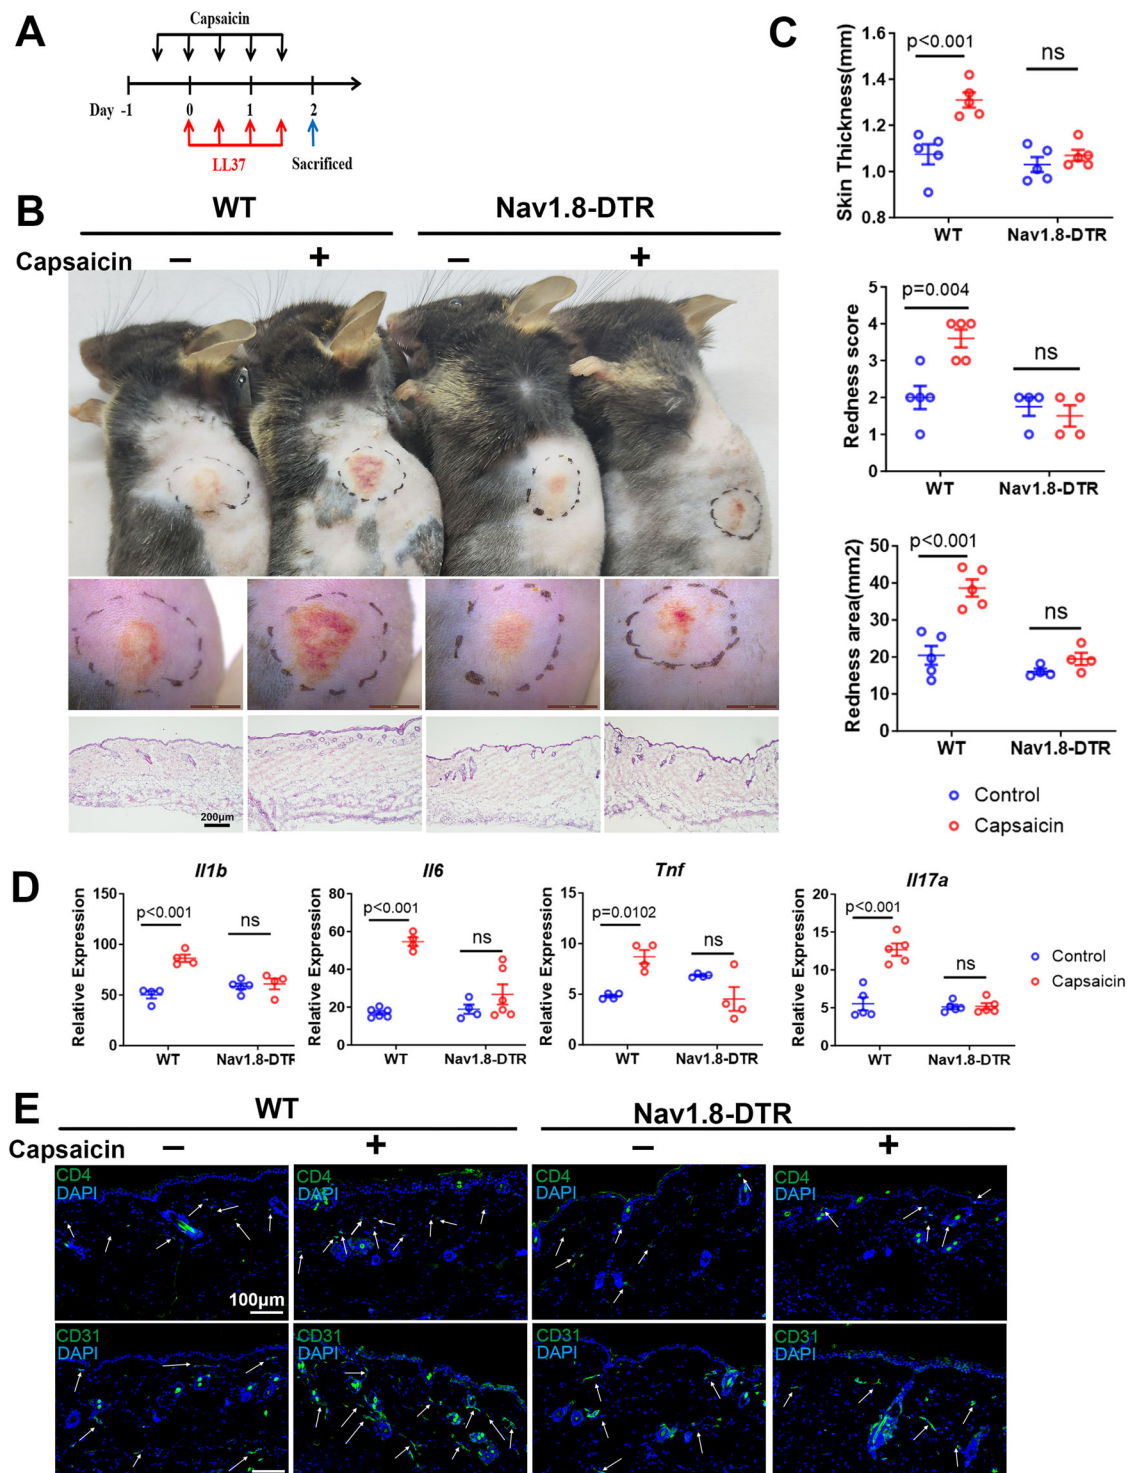 A
Capsaicin
Day -1 0 1 2
LL37
Sacrificed
B
WT
Nav1.8-DTR
Capsaicin − + − +
200μm
C
Skin Thickness(mm)
1.6
1.4
1.2
1.0
0.8
p<0.001
ns
WT
Nav1.8-DTR
Redness score
5
4
3
2
1
0
p=0.004
ns
WT
Nav1.8-DTR
Redness area(mm2)
50
40
30
20
10
0
p<0.001
ns
WT
Nav1.8-DTR
Control
Capsaicin
D
Il1b
Relative Expression
150
100
50
0
p<0.001
ns
WT
Nav1.8-DTR
Il6
Relative Expression
80
60
40
20
0
p<0.001
ns
WT
Nav1.8-DTR
Tnf
Relative Expression
15
10
5
0
p=0.0102
ns
WT
Nav1.8-DTR
Il17a
Relative Expression
20
15
10
5
0
p<0.001
ns
WT
Nav1.8-DTR
Control
Capsaicin
E
WT
Nav1.8-DTR
Capsaicin − + − +
CD4
DAPI
100μm
CD4
DAPI
CD4
DAPI
CD4
DAPI
CD31
DAPI
CD31
DAPI
CD31
DAPI
CD31
DAPI